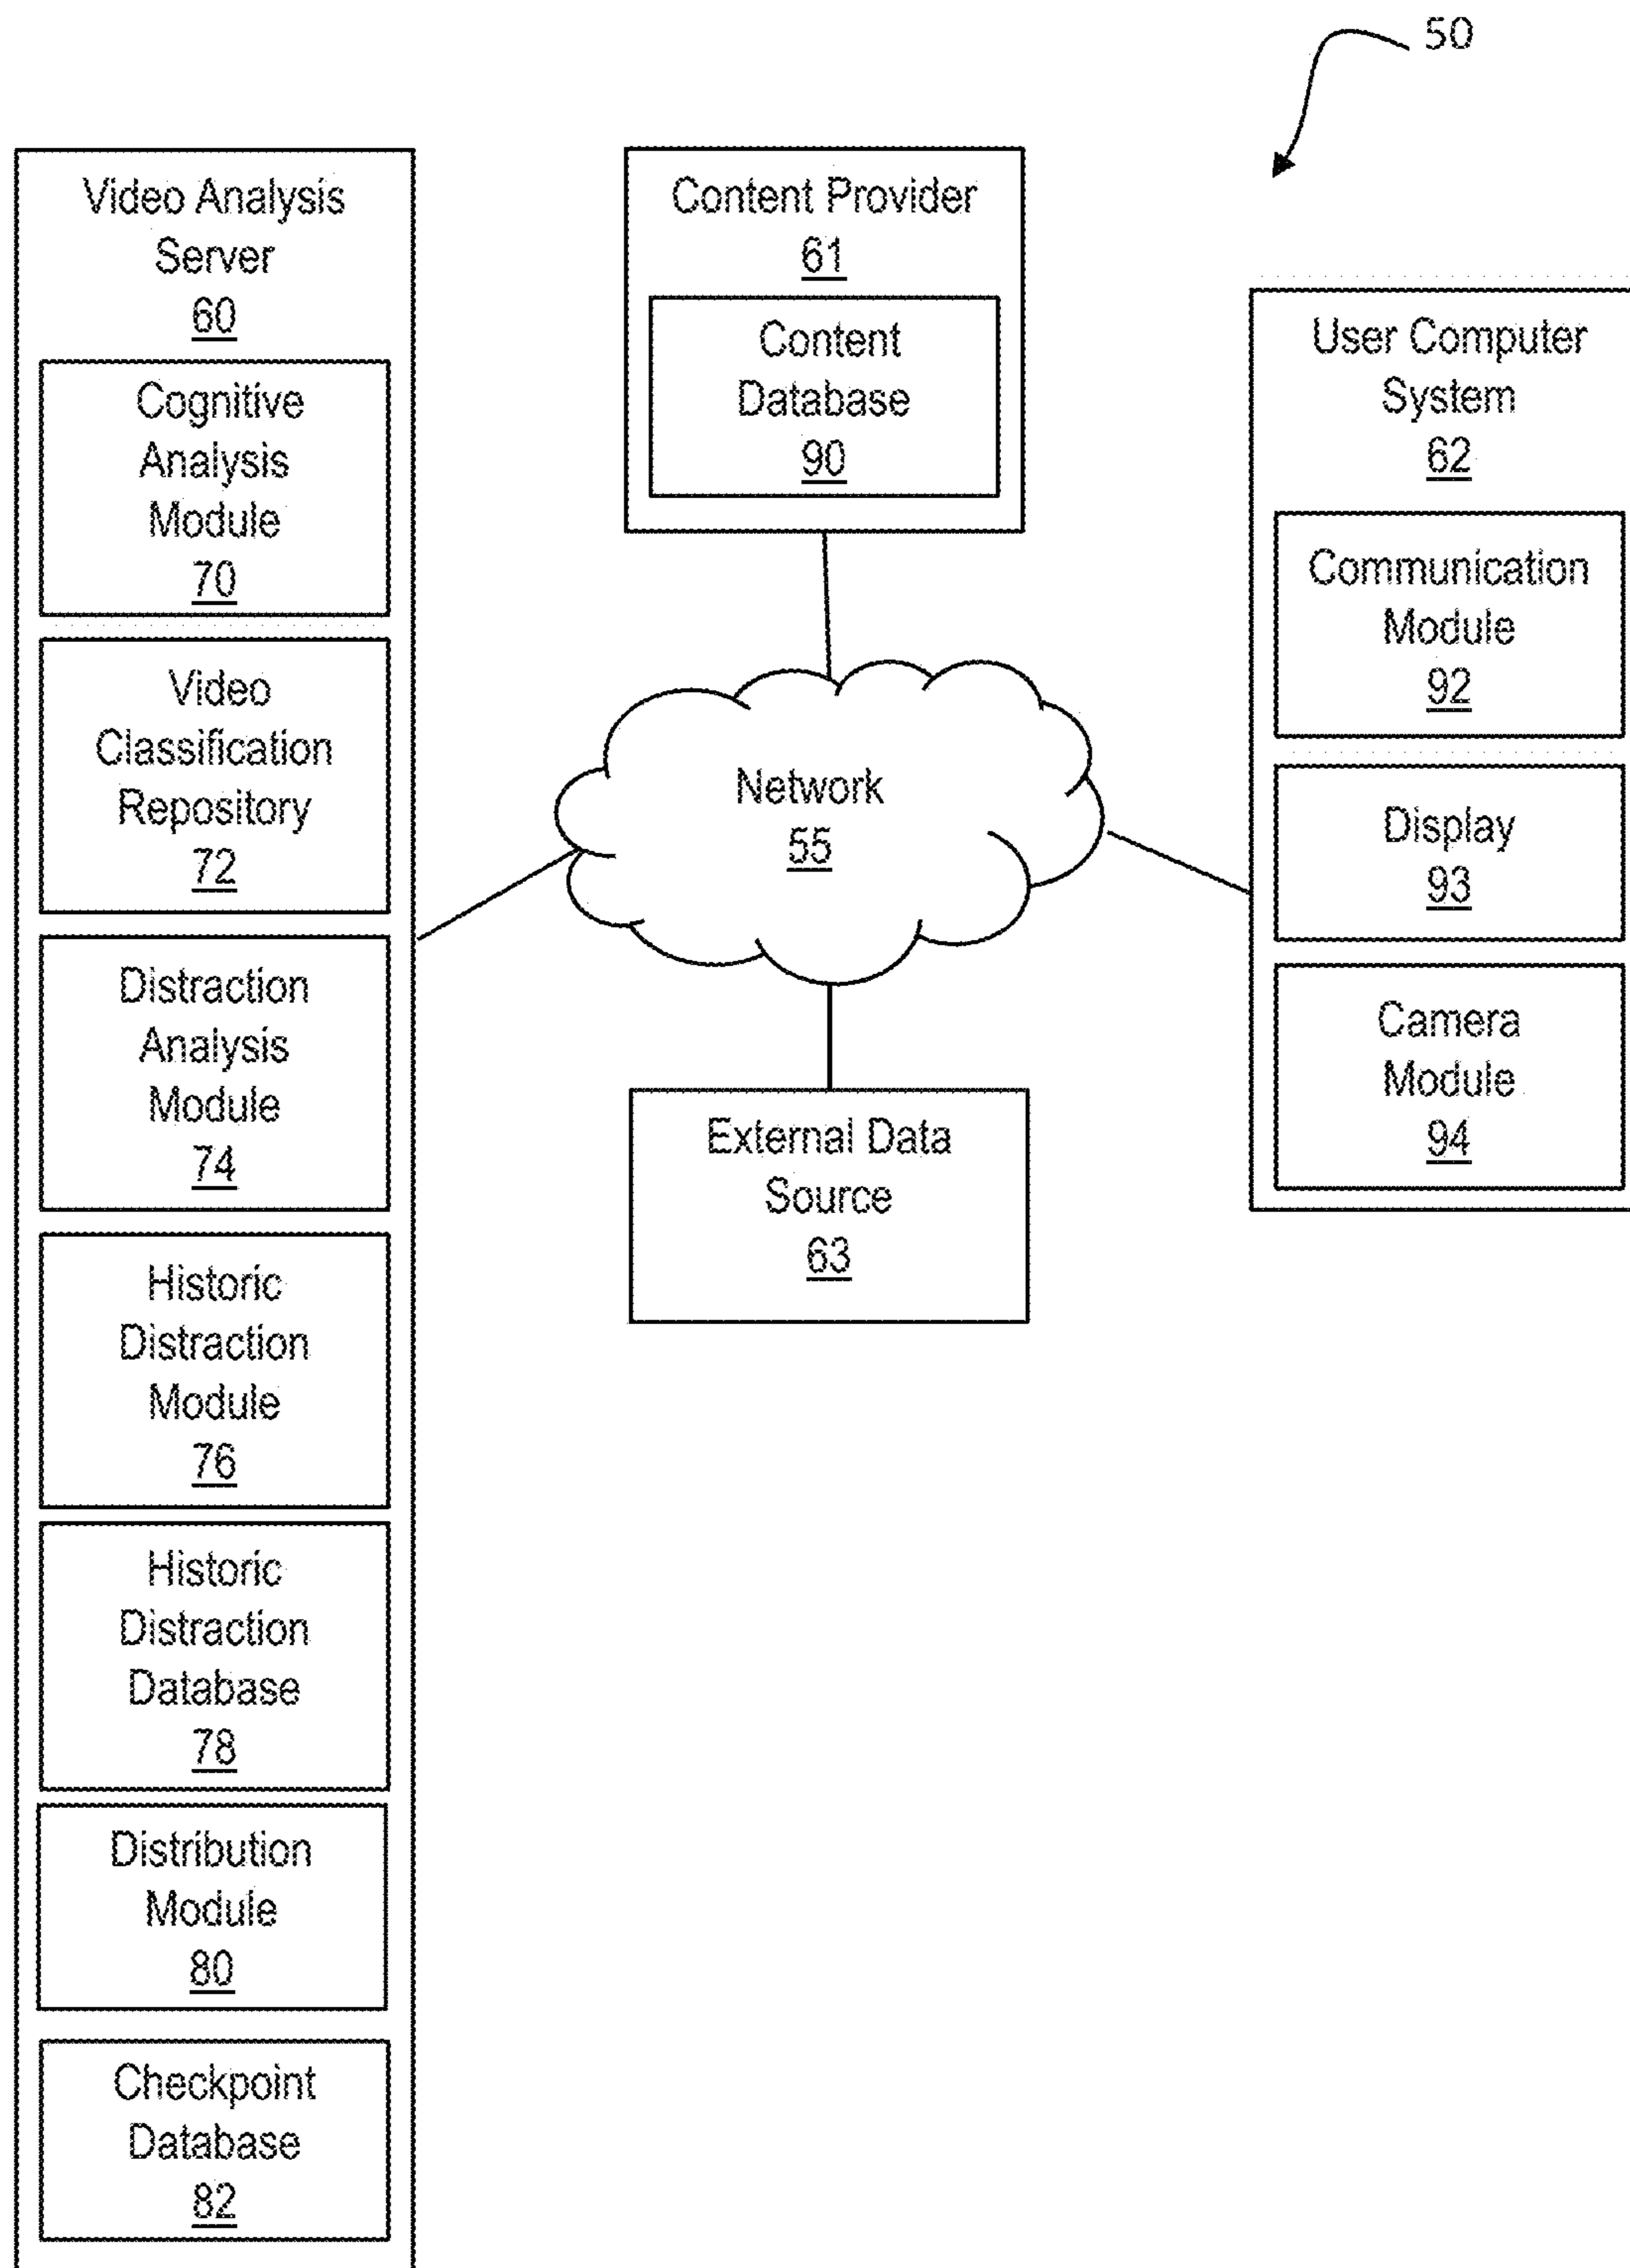 50
Video Analysis
Server
60
Cognitive
Analysis
Module
70
Video
Classification
Repository
72
Distraction
Analysis
Module
74
Historic
Distraction
Module
76
Historic
Distraction
Database
78
Distribution
Module
80
Checkpoint
Database
82
Content Provider
61
Content
Database
90
Network
55
External Data
Source
63
User Computer
System
62
Communication
Module
92
Display
93
Camera
Module
94